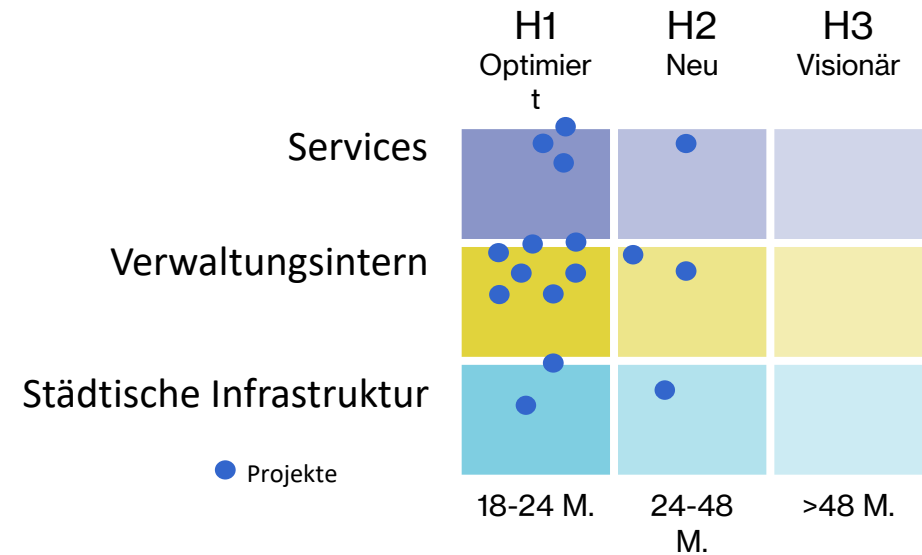 H1
Optimier
t
H2
Neu
H3
Visionär
Services
Verwaltungsintern
Städtische Infrastruktur
Projekte
18-24 M.
24-48
M.
>48 M.